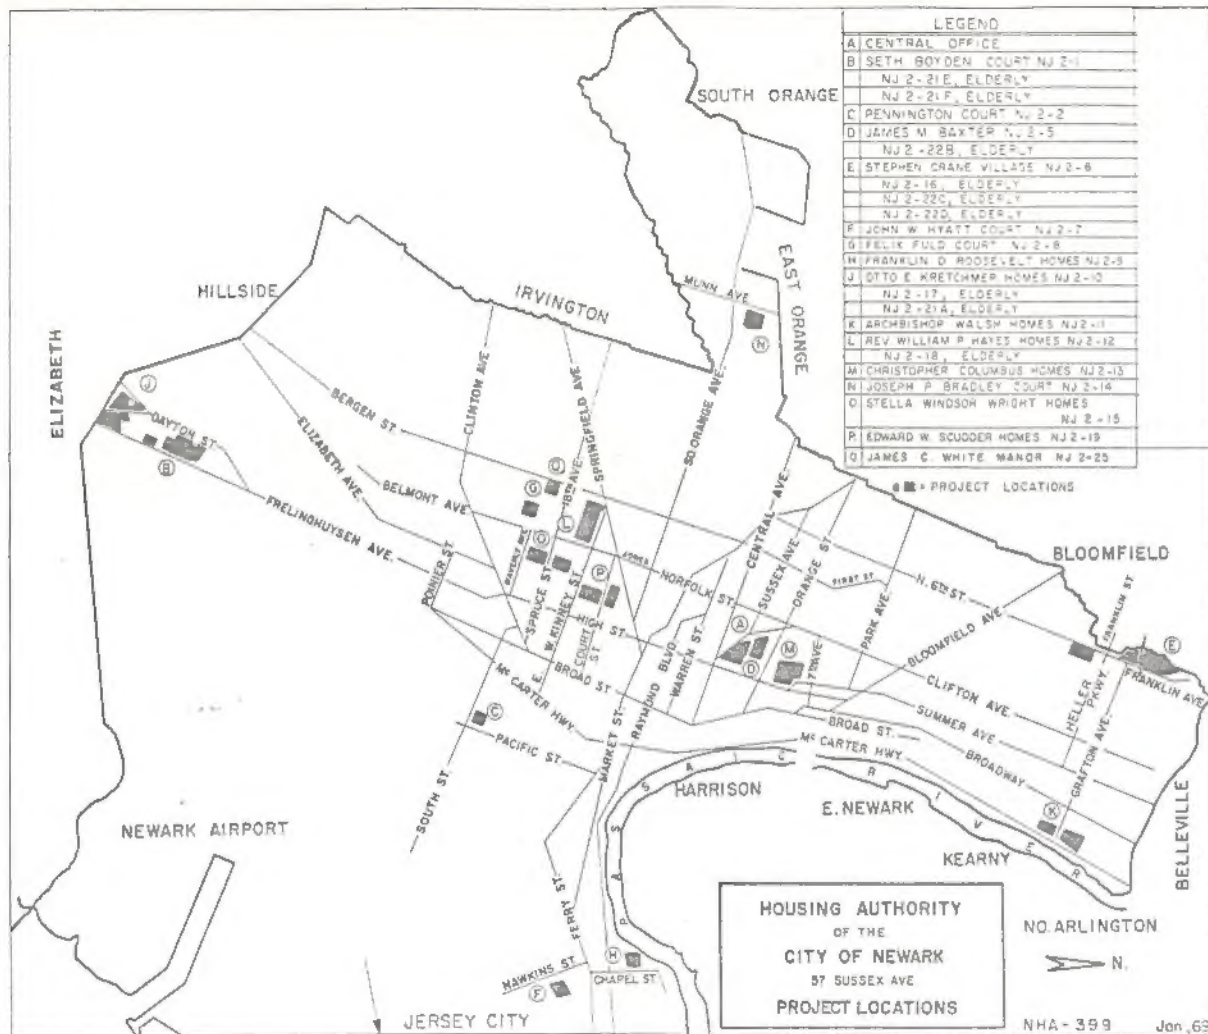 LEGEND
A CENTRAL OFFICE
B SETH BOYDEN COURT NJ 2-1
NJ 2-21E, ELDERLY
NJ 2-21F, ELDERLY
C PENNINGTON COURT NJ 2-2
D JAMES M. BAXTER NJ 2-5
NJ 2-22B, ELDERLY
E STEPHEN CRANE VILLAGE NJ 2-6
NJ 2-16, ELDERLY
NJ 2-22C, ELDERLY
NJ 2-22D, ELDERLY
F JOHN W. HYATT COURT NJ 2-7
G FELIX FULD COURT NJ 2-8
H FRANKLIN D. ROOSEVELT HOMES NJ 2-9
J OTTO E. KRETCHMER HOMES NJ 2-10
NJ 2-17, ELDERLY
NJ 2-21A, ELDERLY
K ARCHBISHOP WALSH HOMES NJ 2-11
L REV. WILLIAM P. HAYES HOMES NJ 2-12
NJ 2-18, ELDERLY
M CHRISTOPHER COLUMBUS HOMES NJ 2-13
N JOSEPH P. BRADLEY COURT NJ 2-14
O STELLA WINDSOR WRIGHT HOMES
NJ 2-15
P. EDWARD W. SCUDDER HOMES NJ 2-19
Q JAMES C. WHITE MANOR NJ 2-25
= PROJECT LOCATIONS
SOUTH ORANGE
EAST ORANGE
MUNN AVE
N
HILLSIDE
IRVINGTON
ELIZABETH
J
DAYTON ST
B
BERGEN ST.
ELIZABETH AVE.
CLINTON AVE
18TH AVE.
SPRINGFIELD AVE
SO. ORANGE AVE.
BELMONT AVE.
FRELINGHUYSEN AVE.
POINIER ST.
WAVERLY AVE.
G
Q
L
O
P
SPRUCE ST.
E.
W. KINNEY ST.
COURT ST
NORFOLK ST.
HIGH ST.
BROAD ST.
CENTRAL AVE
SUSSEX AVE.
ORANGE ST.
FIRST ST.
PARK AVE.
N. 6TH ST.
BLOOMFIELD AVE
BLOOMFIELD
FRANKLIN ST
E
FRANKLIN AVE.
HELLER PKWY.
GRAFTON AVE.
A
D
M
7TH AVE
CLIFTON AVE.
SUMMER AVE.
BROAD ST.
BROADWAY
Mc CARTER HWY.
Mc CARTER HWY.
RAYMOND BLVD
WARREN ST.
MARKET ST.
C
PACIFIC ST.
SOUTH ST.
FERRY ST.
NEWARK AIRPORT
HARRISON
E. NEWARK
KEARNY
PASSAIC RIVER
K
BELLEVILLE
NO. ARLINGTON
N.
H
HAWKINS ST.
CHAPEL ST.
F
JERSEY CITY
HOUSING AUTHORITY
OF THE
CITY OF NEWARK
57 SUSSEX AVE
PROJECT LOCATIONS
NHA-399 Jan., 69